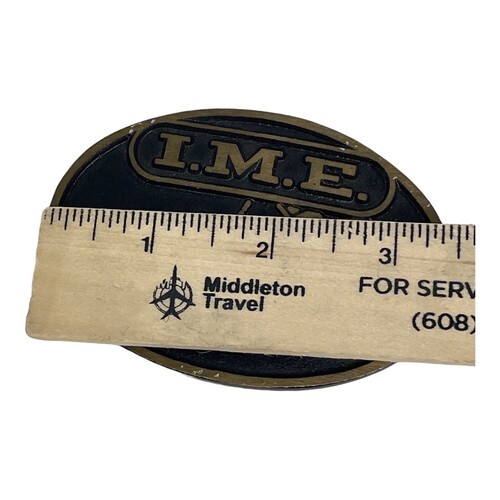 I.M.E.
1 2 3
Middleton
Travel
FOR SERV
(608)